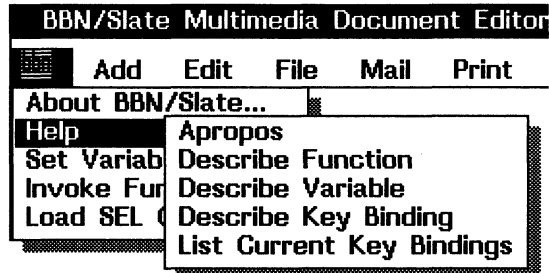 BBN/Slate Multimedia Document Editor
Add Edit File Mail Print
About BBN/Slate...
Help
Apropos
Set Variab
Describe Function
Invoke Fur
Describe Variable
Load SEL
Describe Key Binding
List Current Key Bindings